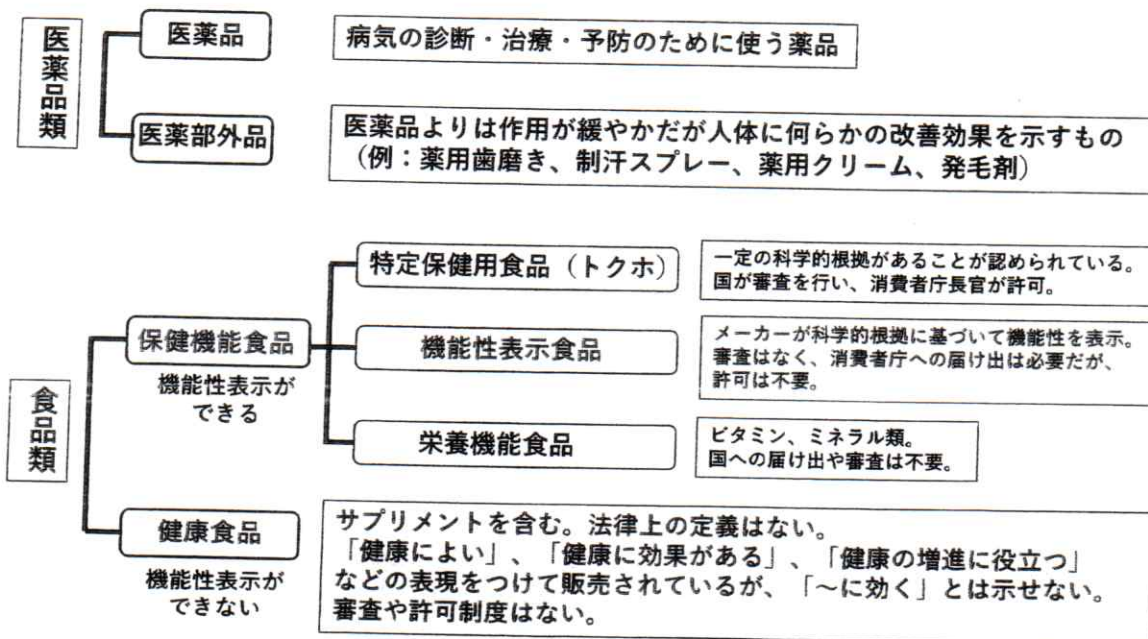 医薬品類
医薬品
病気の診断・治療・予防のために使う薬品
医薬部外品
医薬品よりは作用が緩やかだが人体に何らかの改善効果を示すもの
（例：薬用歯磨き、制汗スプレー、薬用クリーム、発毛剤）
食品類
保健機能食品
機能性表示が
できる
特定保健用食品（トクホ）
一定の科学的根拠があることが認められている。
国が審査を行い、消費者庁長官が許可。
機能性表示食品
メーカーが科学的根拠に基づいて機能性を表示。
審査はなく、消費者庁への届け出は必要だが、
許可は不要。
栄養機能食品
ビタミン、ミネラル類。
国への届け出や審査は不要。
健康食品
機能性表示が
できない
サプリメントを含む。法律上の定義はない。
「健康によい」、「健康に効果がある」、「健康の増進に役立つ」
などの表現をつけて販売されているが、「～に効く」とは示せない。
審査や許可制度はない。